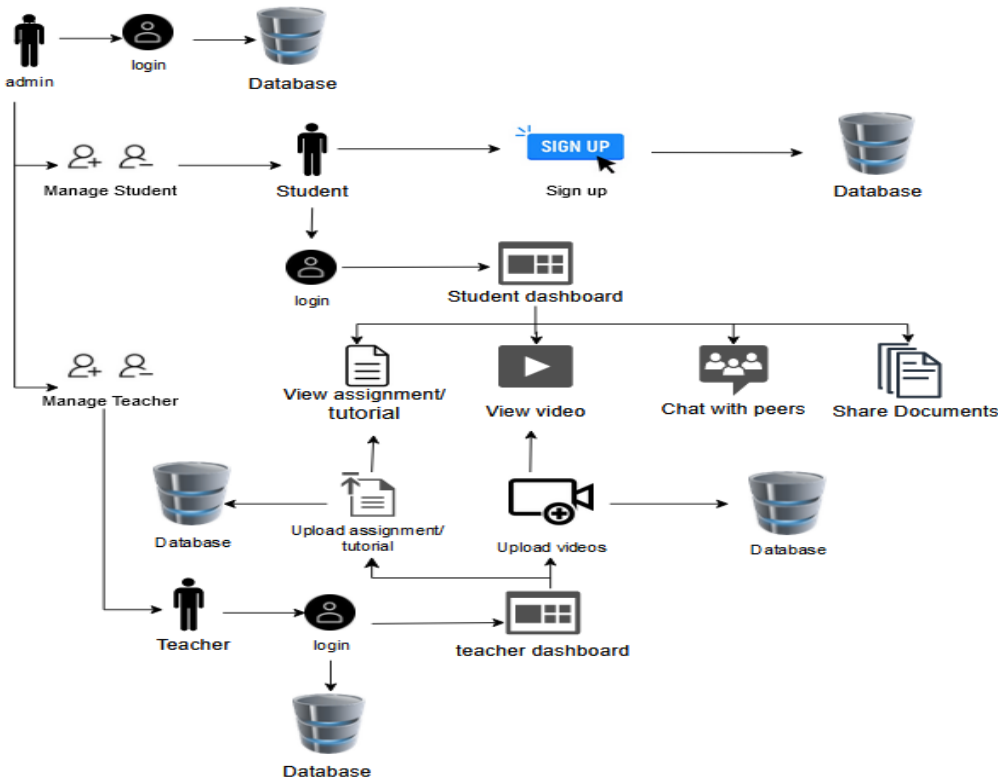 admin
login
Database
SIGN UP
Manage Student
Student
Sign up
Database
login
Student dashboard
Manage Teacher
View assignment/
tutorial
View video
Chat with peers
Share Documents
Database
Upload assignment/
tutorial
Upload videos
Database
Teacher
login
teacher dashboard
Database